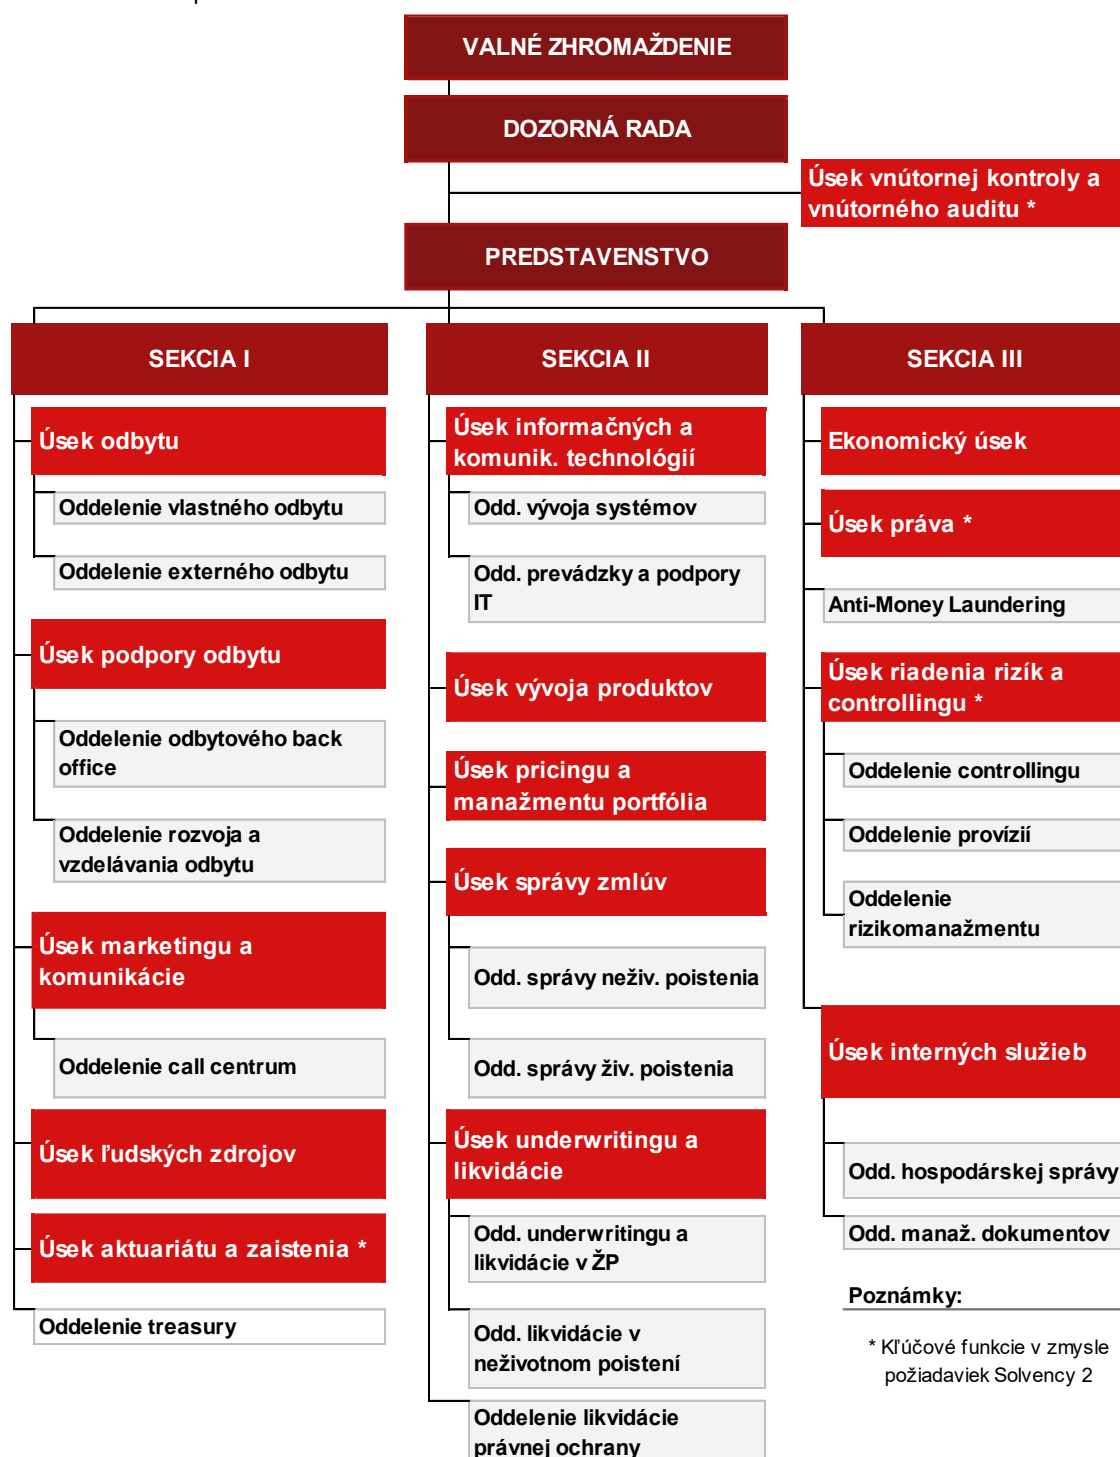 VALNÉ ZHROMAŽDENIE
DOZORNÁ RADA
Úsek vnútornej kontroly a
vnútorného auditu *
PREDSTAVENSTVO
SEKCIA I
Úsek odbytu
Oddelenie vlastného odbytu
Oddelenie externého odbytu
Úsek podpory odbytu
Oddelenie odbytového back
office
Oddelenie rozvoja a
vzdelávania odbytu
Úsek marketingu a
komunikácie
Oddelenie call centrum
Úsek ľudských zdrojov
Úsek aktuariátu a zaistenia *
Oddelenie treasury
SEKCIA II
Úsek informačných a
komunik. technológií
Odd. vývoja systémov
Odd. prevádzky a podpory
IT
Úsek vývoja produktov
Úsek pricingu a
manažmentu portfólia
Úsek správy zmlúv
Odd. správy neživ. poistenia
Odd. správy živ. poistenia
Úsek underwritingu a
likvidácie
Odd. underwritingu a
likvidácie v ŽP
Odd. likvidácie v
neživotnom poistení
Oddelenie likvidácie
právnej ochrany
SEKCIA III
Ekonomický úsek
Úsek práva *
Anti-Money Laundering
Úsek riadenia rizík a
controllingu *
Oddelenie controllingu
Oddelenie provízií
Oddelenie
rizikomanažmentu
Úsek interných služieb
Odd. hospodárskej správy
Odd. manaž. dokumentov
Poznámky:
* Kľúčové funkcie v zmysle
požiadaviek Solvency 2